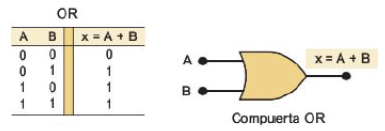 OR
A B x = A + B
0 0 0
0 1 1
1 0 1
1 1 1
A
B
x = A + B
Compuerta OR